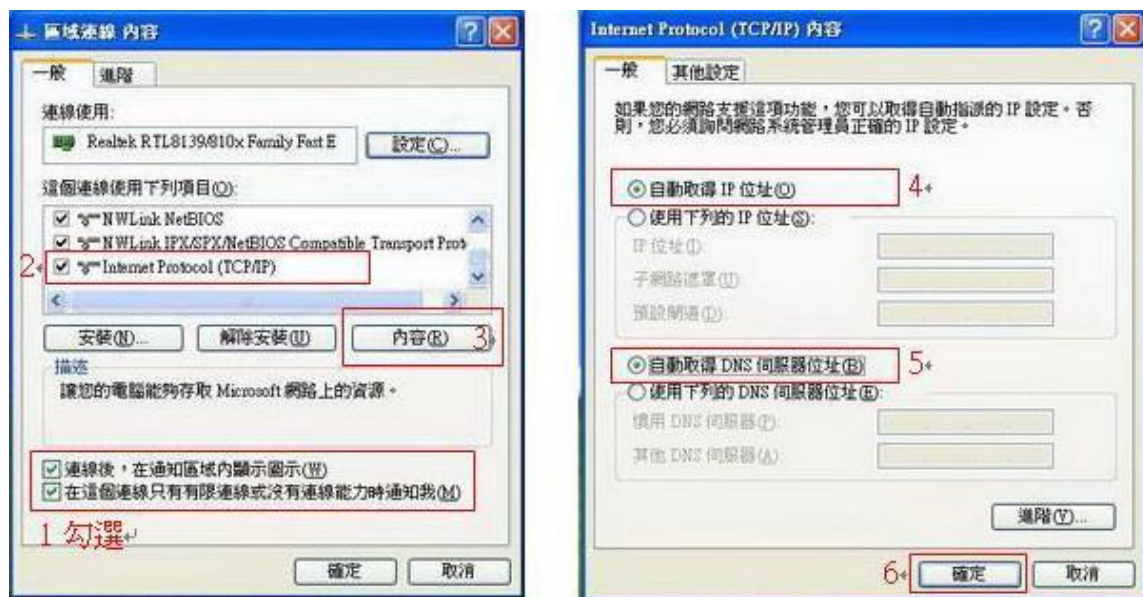 區域連線 內容
一般
進階
連線使用:
Realtek RTL8139/810x Family Fast E
設定(C)...
這個連線使用下列項目(O):
NWLink NetBIOS
NWLink IPX/SPX/NetBIOS Compatible Transport Prot
2 Internet Protocol (TCP/IP)
安裝(N)...
解除安裝(U)
內容(R) 3
描述
讓您的電腦能夠存取 Microsoft 網路上的資源。
連線後，在通知區域內顯示圖示(W)
在這個連線只有有限連線或沒有連線能力時通知我(M)
1 勾選
確定
取消
Internet Protocol (TCP/IP) 內容
一般
其他設定
如果您的網路支援這項功能，您可以取得自動指派的 IP 設定。否
則，您必須詢問網路系統管理員正確的 IP 設定。
自動取得 IP 位址(O) 4
使用下列的 IP 位址(S):
IP 位址(I):
子網路遮罩(U):
預設閘道(D):
自動取得 DNS 伺服器位址(B) 5
使用下列的 DNS 伺服器位址(E):
慣用 DNS 伺服器(P):
其他 DNS 伺服器(A):
進階(V)...
6 確定
取消